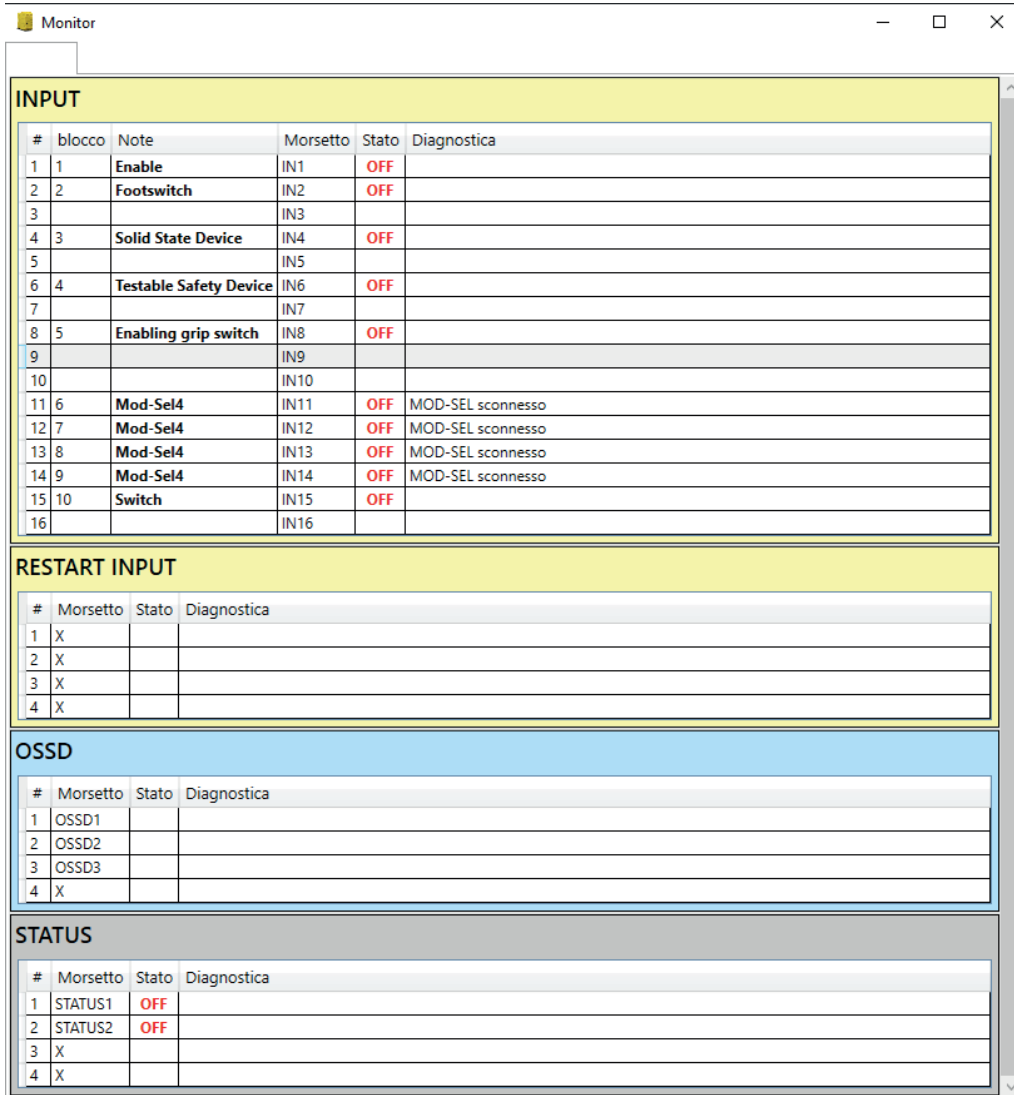 Monitor
INPUT
# blocco Note Morsetto Stato Diagnostica
1 1 Enable IN1 OFF
2 2 Footswitch IN2 OFF
3 IN3
4 3 Solid State Device IN4 OFF
5 IN5
6 4 Testable Safety Device IN6 OFF
7 IN7
8 5 Enabling grip switch IN8 OFF
9 IN9
10 IN10
11 6 Mod-Sel4 IN11 OFF MOD-SEL sconnesso
12 7 Mod-Sel4 IN12 OFF MOD-SEL sconnesso
13 8 Mod-Sel4 IN13 OFF MOD-SEL sconnesso
14 9 Mod-Sel4 IN14 OFF MOD-SEL sconnesso
15 10 Switch IN15 OFF
16 IN16
RESTART INPUT
# Morsetto Stato Diagnostica
1 X
2 X
3 X
4 X
OSSD
# Morsetto Stato Diagnostica
1 OSSD1
2 OSSD2
3 OSSD3
4 X
STATUS
# Morsetto Stato Diagnostica
1 STATUS1 OFF
2 STATUS2 OFF
3 X
4 X